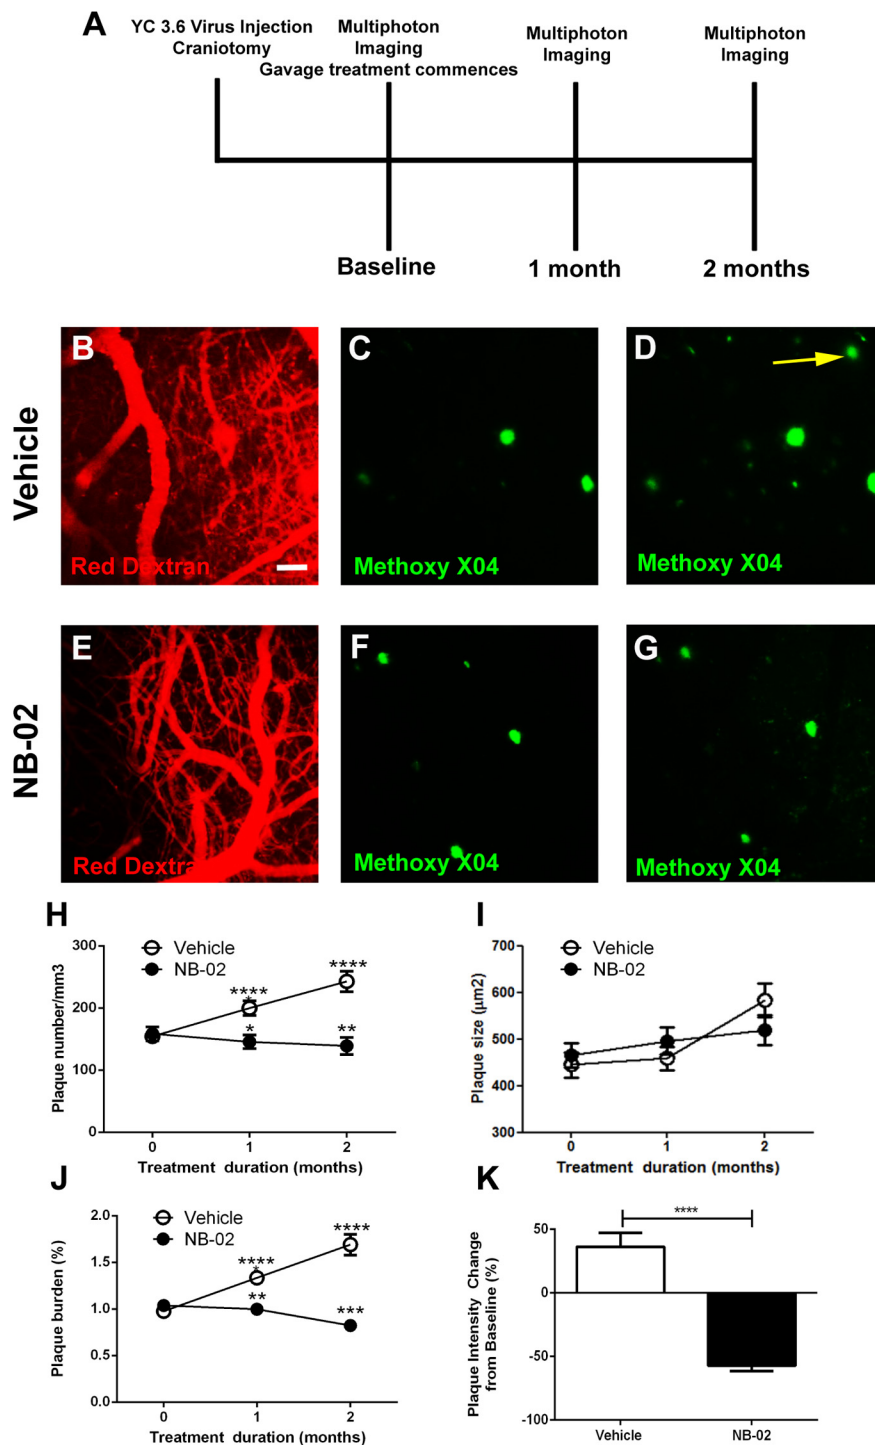 A
YC 3.6 Virus Injection
Craniotomy
Multiphoton
Imaging
Gavage treatment commences
Multiphoton
Imaging
Multiphoton
Imaging
Baseline
1 month
2 months
Vehicle
B
Red Dextran
C
Methoxy X04
D
Methoxy X04
NB-02
E
Red Dextra
F
Methoxy X04
G
Methoxy X04
H
Plaque number/mm3
300
200
100
0
Vehicle
NB-02
****
*
****
*
**
0 1 2
Treatment duration (months)
I
Plaque size (μm2)
700
600
500
400
300
Vehicle
NB-02
0 1 2
Treatment duration (months)
J
Plaque burden (%)
2.0
1.5
1.0
0.5
0.0
Vehicle
NB-02
****
*
****
**
***
0 1 2
Treatment duration (months)
K
Plaque Intensity Change
from Baseline (%)
50
0
-50
-100
****
Vehicle NB-02